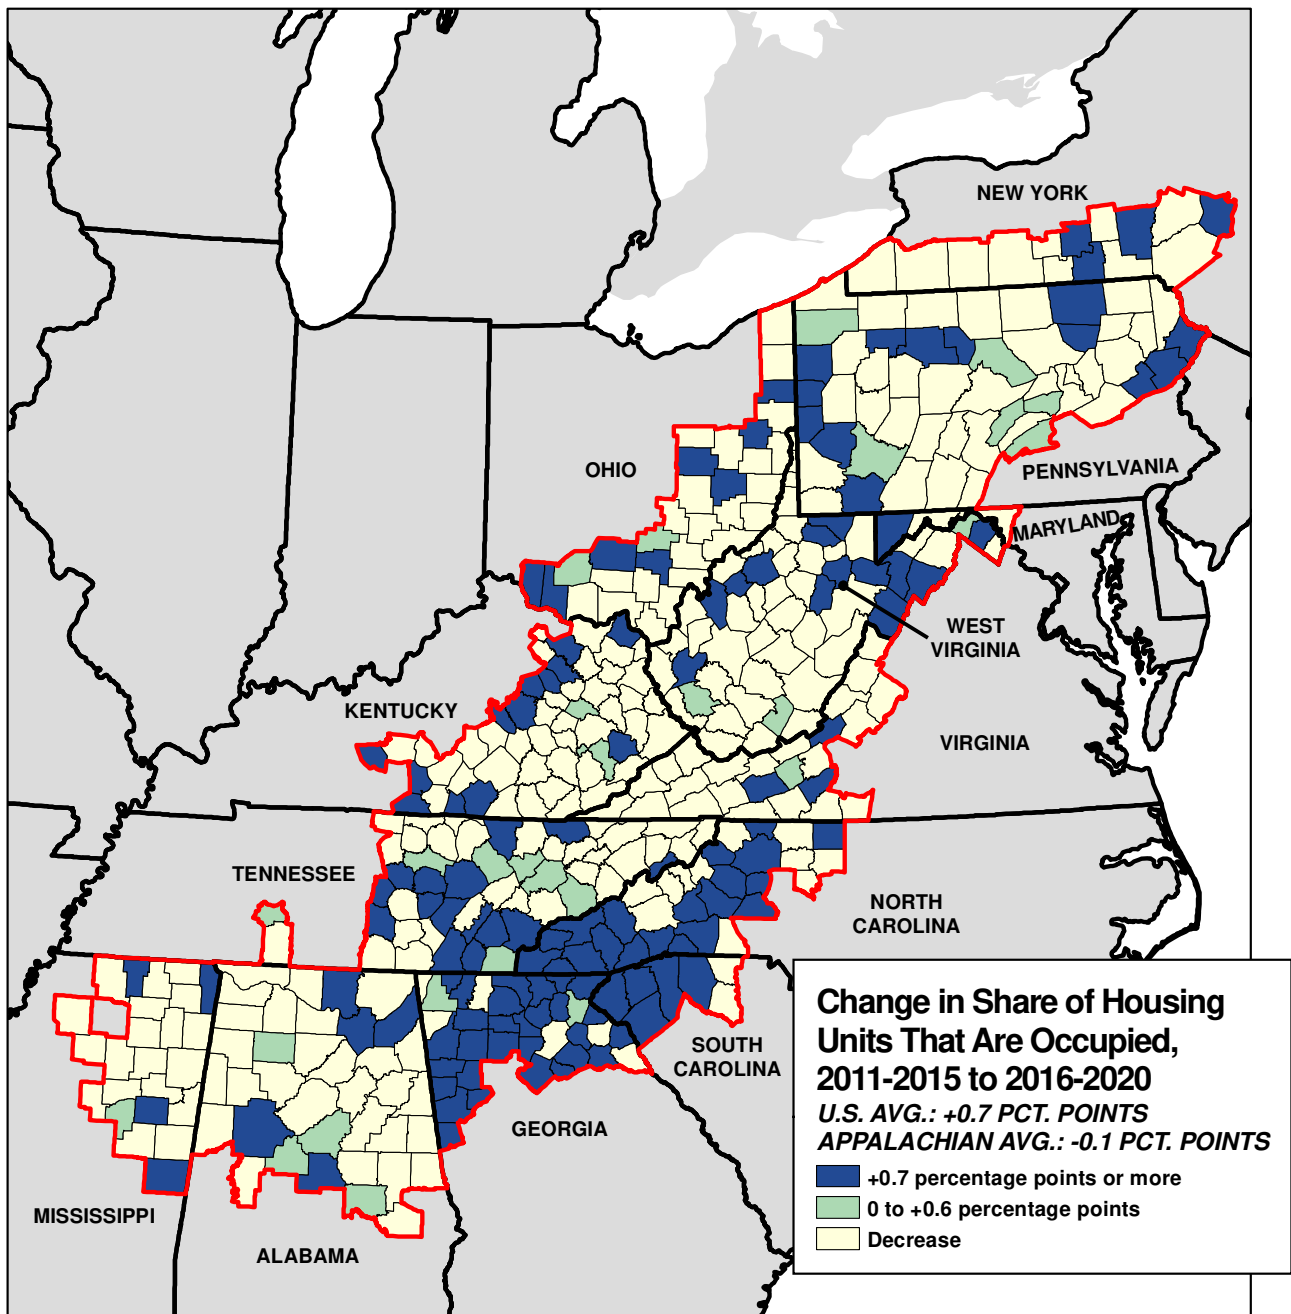 NEW YORK
OHIO
PENNSYLVANIA
MARYLAND
WEST
VIRGINIA
KENTUCKY
VIRGINIA
TENNESSEE
NORTH
CAROLINA
SOUTH
CAROLINA
GEORGIA
MISSISSIPPI
ALABAMA
Change in Share of Housing
Units That Are Occupied,
2011-2015 to 2016-2020
U.S. AVG.: +0.7 PCT. POINTS
APPALACHIAN AVG.: -0.1 PCT. POINTS
+0.7 percentage points or more
0 to +0.6 percentage points
Decrease